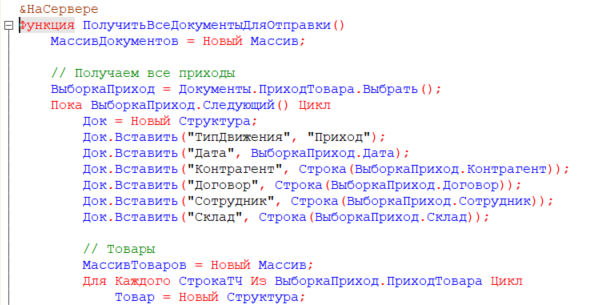 &НаСервере
Функция ПолучитьВсеДокументыДляОтправки()
МассивДокументов = Новый Массив;
// Получаем все приходы
ВыборкаПриход = Документы.ПриходТовара.Выбрать();
Пока ВыборкаПриход.Следующий() Цикл
Док = Новый Структура;
Док.Вставить("ТипДвижения", "Приход");
Док.Вставить("Дата", ВыборкаПриход.Дата);
Док.Вставить("Контрагент", Строка(ВыборкаПриход.Контрагент));
Док.Вставить("Договор", Строка(ВыборкаПриход.Договор));
Док.Вставить("Сотрудник", Строка(ВыборкаПриход.Сотрудник));
Док.Вставить("Склад", Строка(ВыборкаПриход.Склад));
// Товары
МассивТоваров = Новый Массив;
Для Каждого СтрокаТЧ Из ВыборкаПриход.ПриходТовара Цикл
Товар = Новый Структура;